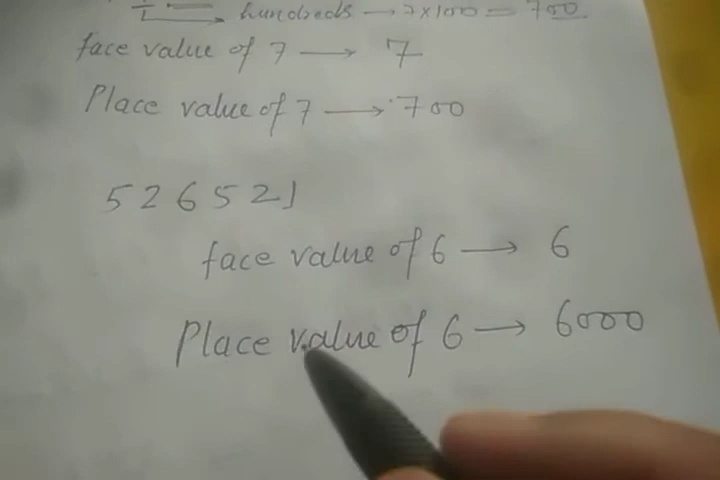 hundreds → 7×100 = 700
face value of 7 → 7
Place value of 7 → 700
526521
face value of 6 → 6
Place value of 6 → 6000